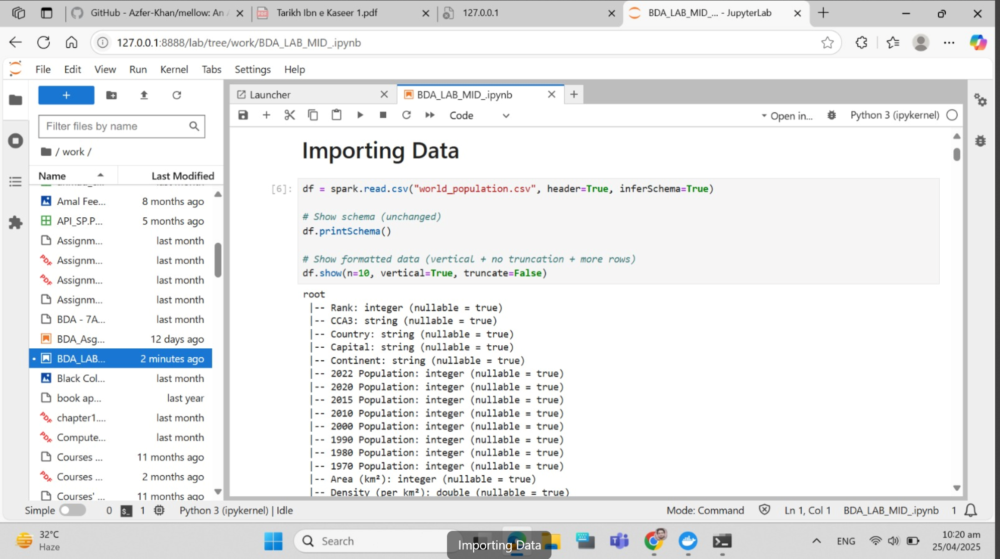 GitHub - Azfer-Khan/mellow: An A
Tarikh Ibn e Kaseer 1.pdf
127.0.0.1
BDA_LAB_MID_... - JupyterLab
127.0.0.1:8888/lab/tree/work/BDA_LAB_MID_.ipynb
File Edit View Run Kernel Tabs Settings Help
Launcher
BDA_LAB_MID_.ipynb
Code
Open in...
Python 3 (ipykernel)
Filter files by name
/ work /
Name Last Modified
Amal Fee... 8 months ago
API_SP.P... 5 months ago
Assignm... last month
Assignm... last month
Assignm... last month
Assignm... last month
BDA - 7A... last month
BDA_Asg... 12 days ago
BDA_LAB... 2 minutes ago
Black Col... last month
book ap... last year
chapter1.... last month
Compute... last month
Courses ... 11 months ago
Courses ... 2 months ago
Courses' ... 11 months ago
Importing Data
[6]: df = spark.read.csv("world_population.csv", header=True, inferSchema=True)
# Show schema (unchanged)
df.printSchema()
# Show formatted data (vertical + no truncation + more rows)
df.show(n=10, vertical=True, truncate=False)
root
|-- Rank: integer (nullable = true)
|-- CCA3: string (nullable = true)
|-- Country: string (nullable = true)
|-- Capital: string (nullable = true)
|-- Continent: string (nullable = true)
|-- 2022 Population: integer (nullable = true)
|-- 2020 Population: integer (nullable = true)
|-- 2015 Population: integer (nullable = true)
|-- 2010 Population: integer (nullable = true)
|-- 2000 Population: integer (nullable = true)
|-- 1990 Population: integer (nullable = true)
|-- 1980 Population: integer (nullable = true)
|-- 1970 Population: integer (nullable = true)
|-- Area (km²): integer (nullable = true)
|-- Density (per km²): double (nullable = true)
Simple 0 $_ 1 Python 3 (ipykernel) | Idle
Mode: Command Ln 1, Col 1 BDA_LAB_MID_.ipynb 1
32°C
Haze
Search
Importing Data
ENG
10:20 am
25/04/2025